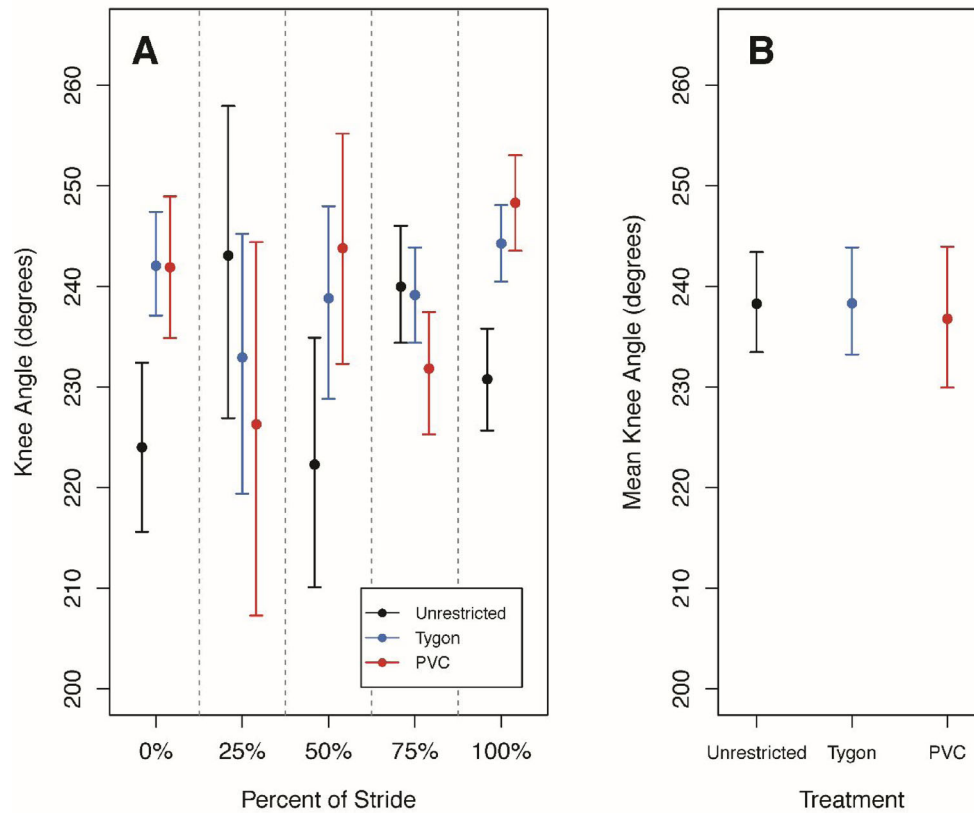 A
Knee Angle (degrees)
260
250
240
230
220
210
200
Unrestricted
Tygon
PVC
0% 25% 50% 75% 100%
Percent of Stride
B
Mean Knee Angle (degrees)
260
250
240
230
220
210
200
Unrestricted Tygon PVC
Treatment